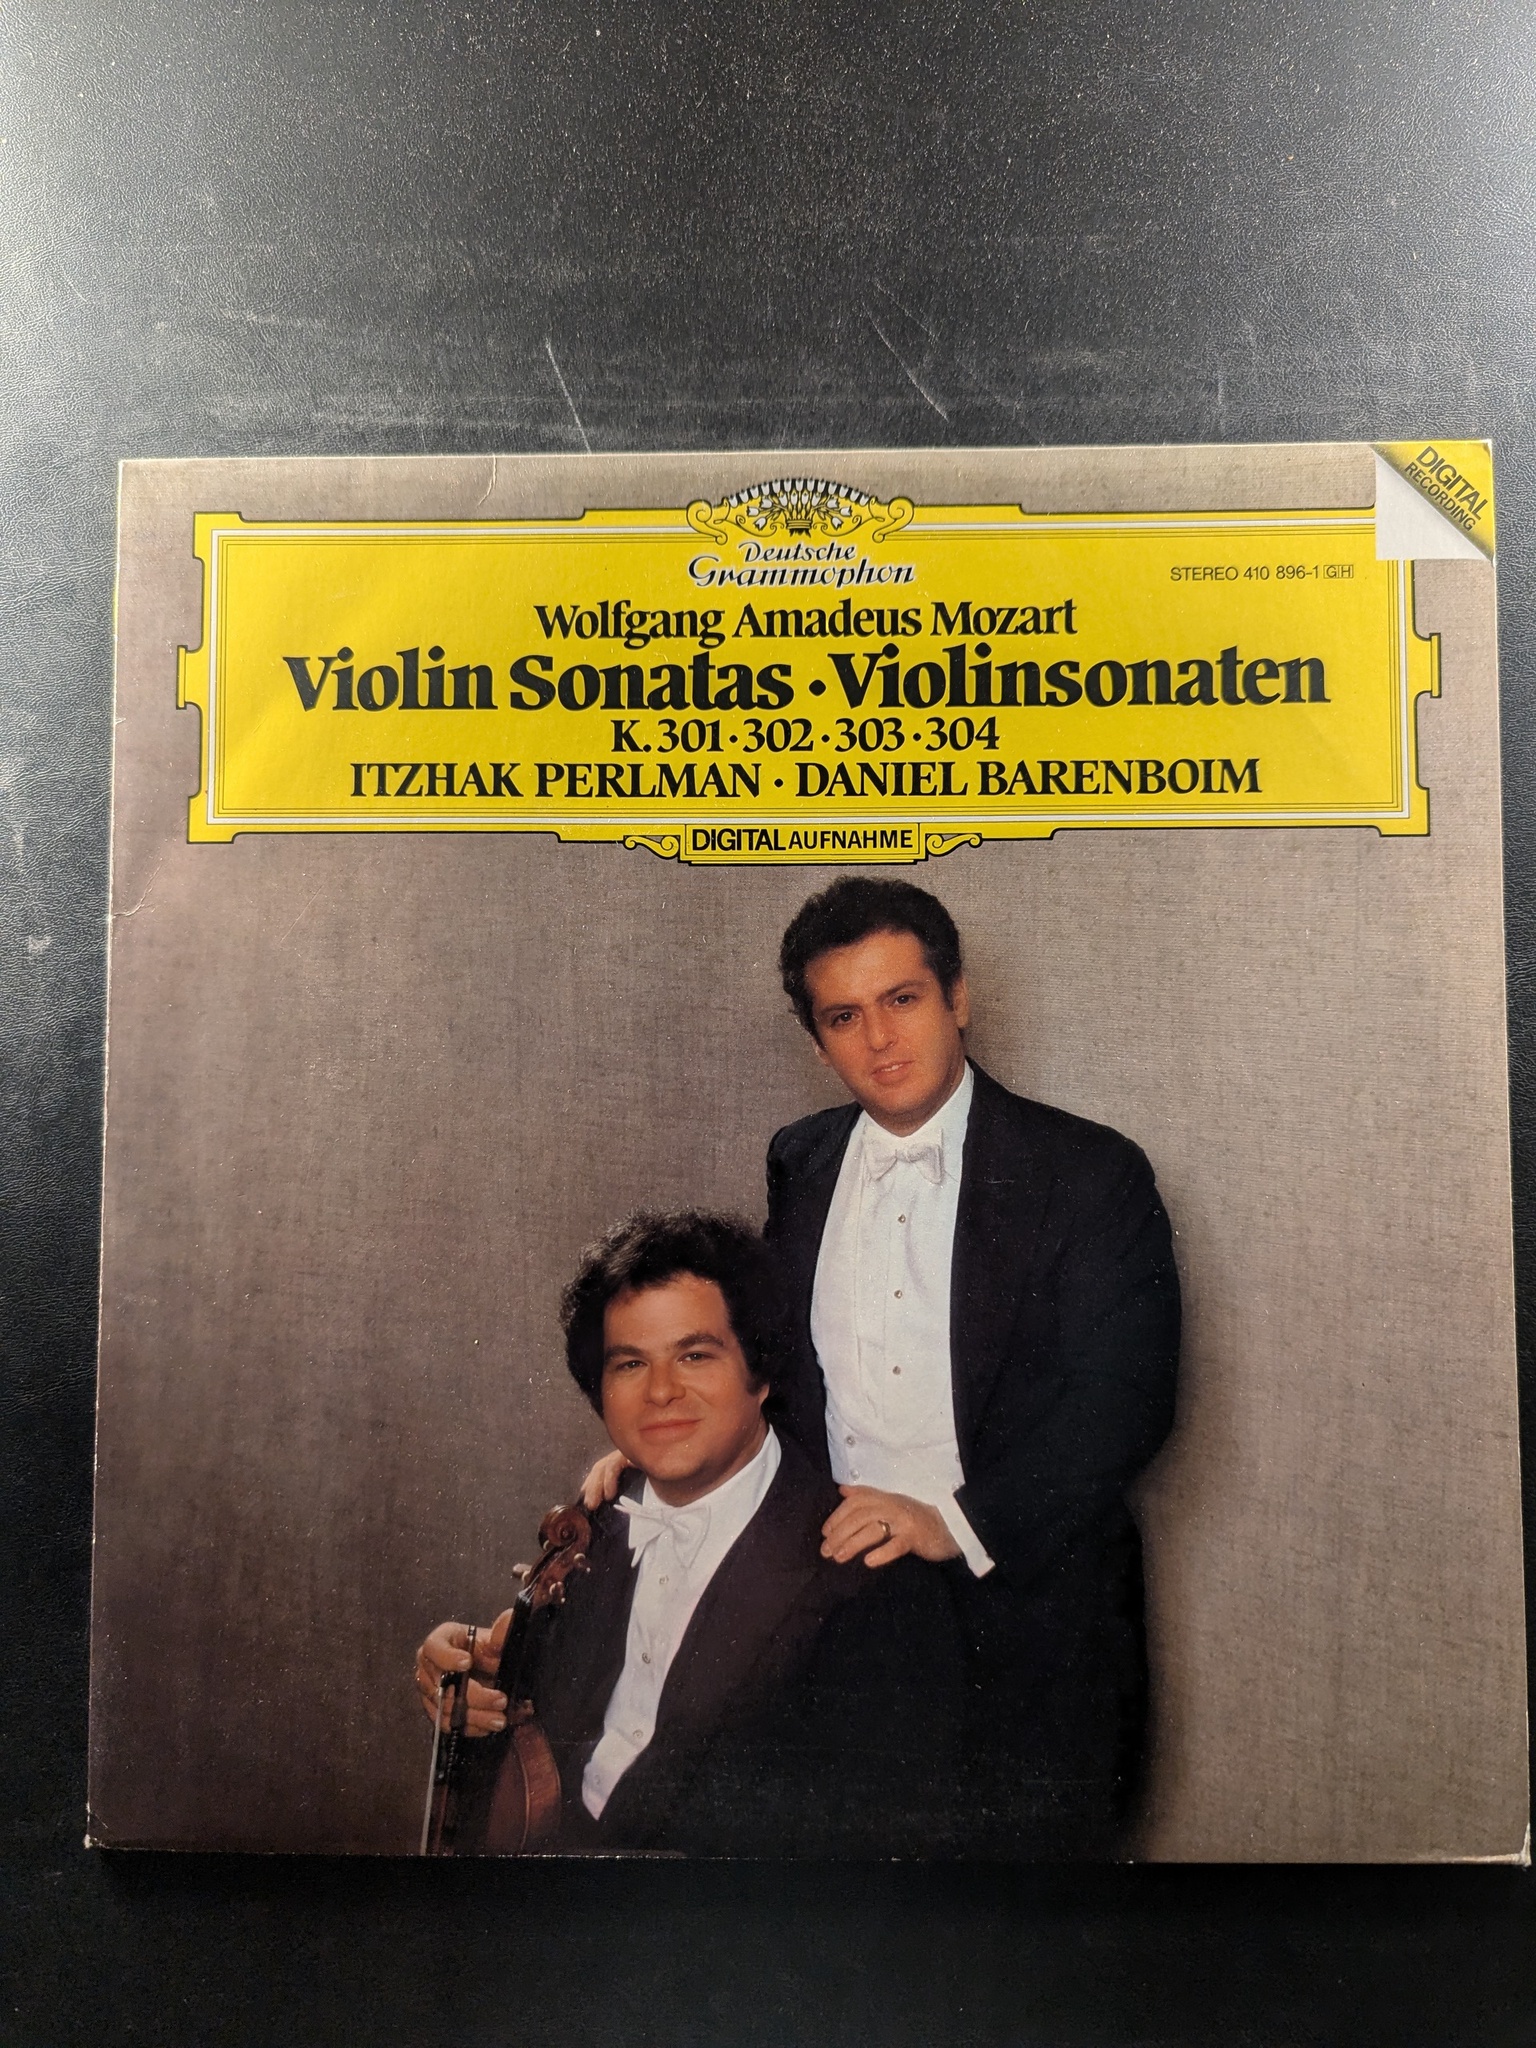 DIGITAL
RECORDING
Deutsche
Grammophon
STEREO 410 896-1 GH
Wolfgang Amadeus Mozart
Violin Sonatas · Violinsonaten
K. 301 · 302 · 303 · 304
ITZHAK PERLMAN · DANIEL BARENBOIM
DIGITAL AUFNAHME